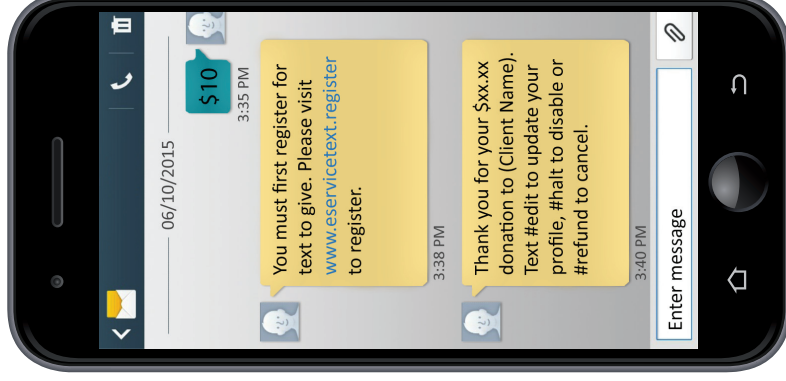 06/10/2015
$10
3:35 PM
You must first register for
text to give. Please visit
www.eservicetext.register
to register.
3:38 PM
Thank you for your $xx.xx
donation to (Client Name).
Text #edit to update your
profile, #halt to disable or
#refund to cancel.
3:40 PM
Enter message